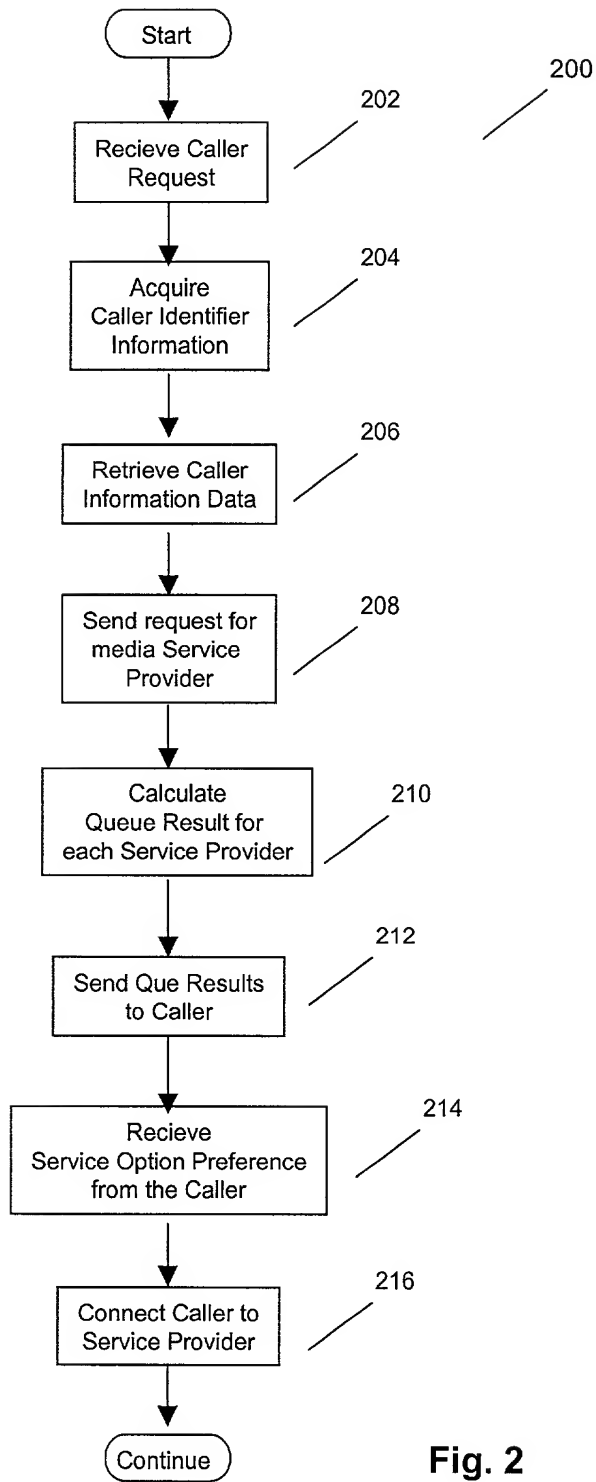 Start
200
202
Recieve Caller
Request
204
Acquire
Caller Identifier
Information
206
Retrieve Caller
Information Data
208
Send request for
media Service
Provider
210
Calculate
Queue Result for
each Service Provider
212
Send Que Results
to Caller
214
Recieve
Service Option Preference
from the Caller
216
Connect Caller to
Service Provider
Continue
Fig. 2